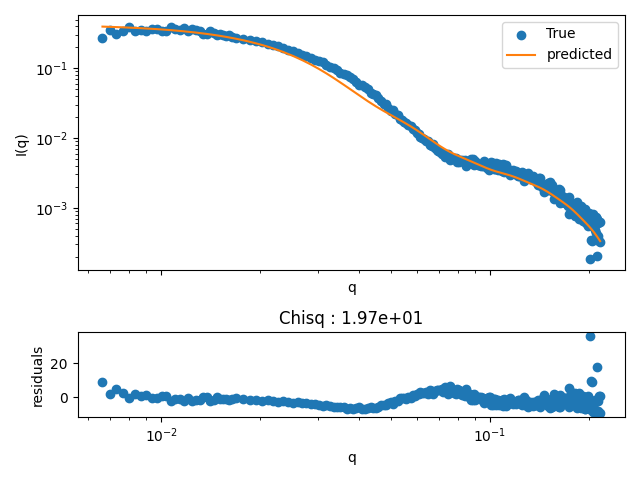 True
predicted
10⁻¹
10⁻²
10⁻³
I(q)
q
Chisq : 1.97e+01
20
0
residuals
10⁻²
10⁻¹
q